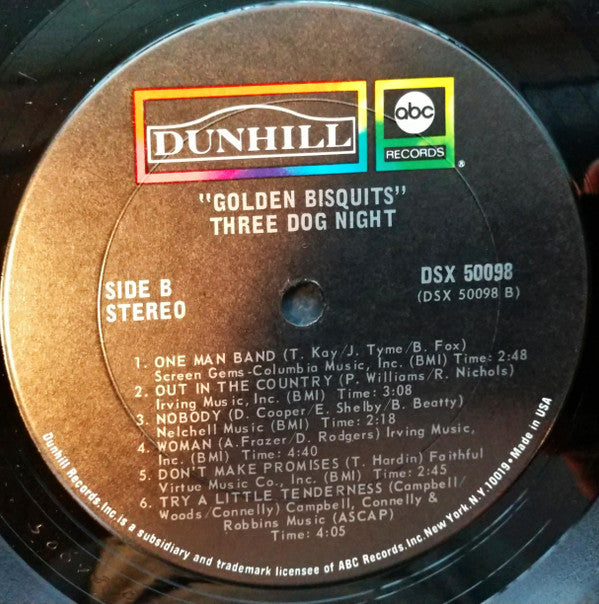 DUNHILL
abc
RECORDS
®
"GOLDEN BISQUITS"
THREE DOG NIGHT
SIDE B
STEREO
DSX 50098
(DSX 50098 B)
1. ONE MAN BAND (T. Kay/J. Tyme/B. Fox)
Screen Gems-Columbia Music, Inc. (BMI) Time: 2:48
2. OUT IN THE COUNTRY (P. Williams/R. Nichols)
Irving Music, Inc. (BMI) Time: 3:08
3. NOBODY (D. Cooper/E. Shelby/B. Beatty)
Nelchell Music (BMI) Time: 2:18
4. WOMAN (A.Frazer/D. Rodgers) Irving Music,
Inc. (BMI) Time: 4:40
5. DON'T MAKE PROMISES (T. Hardin) Faithful
Virtue Music Co., Inc. (BMI) Time: 2:45
6. TRY A LITTLE TENDERNESS (Campbell/
Woods/Connelly) Campbell, Connelly &
Robbins Music (ASCAP)
Time: 4:05
Dunhill Records, Inc. is a subsidiary and trademark licensee of ABC Records, Inc. New York, N.Y. 10019 • Made in USA